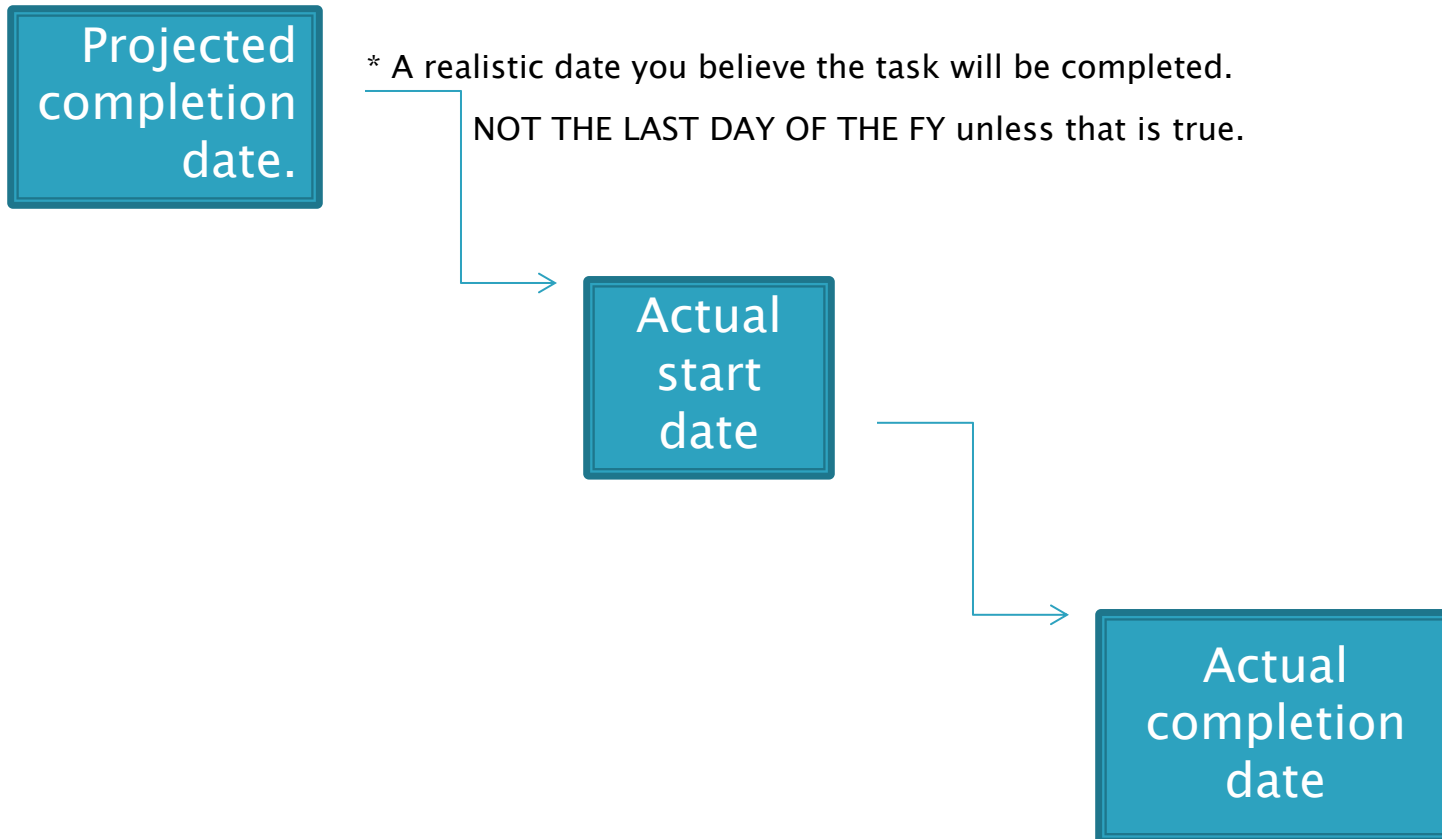 Projected
completion
date.
* A realistic date you believe the task will be completed.
NOT THE LAST DAY OF THE FY unless that is true.
Actual
start
date
Actual
completion
date